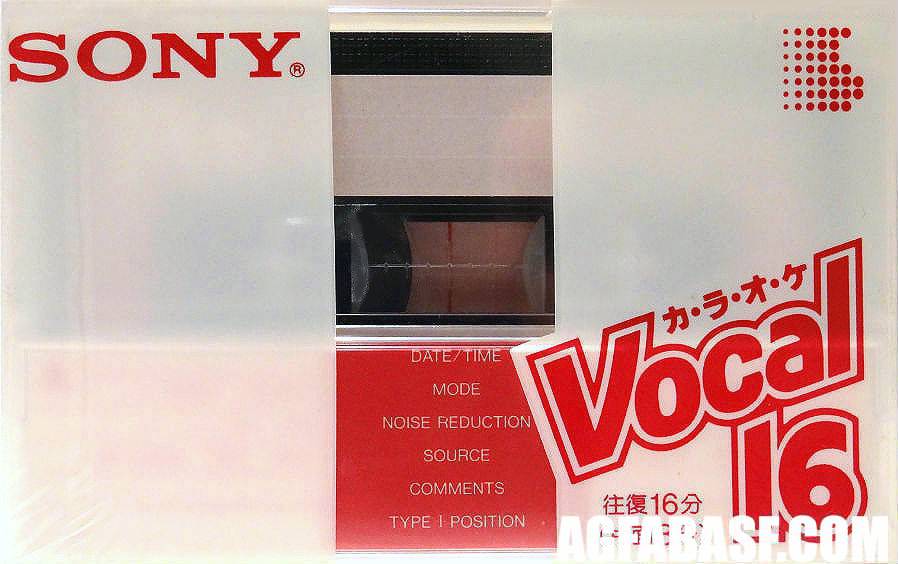 SONY®
カ・ラ・オ・ケ
Vocal
16
DATE/TIME
MODE
NOISE REDUCTION
SOURCE
COMMENTS
TYPE I POSITION
往復16分
AGFABASF.COM